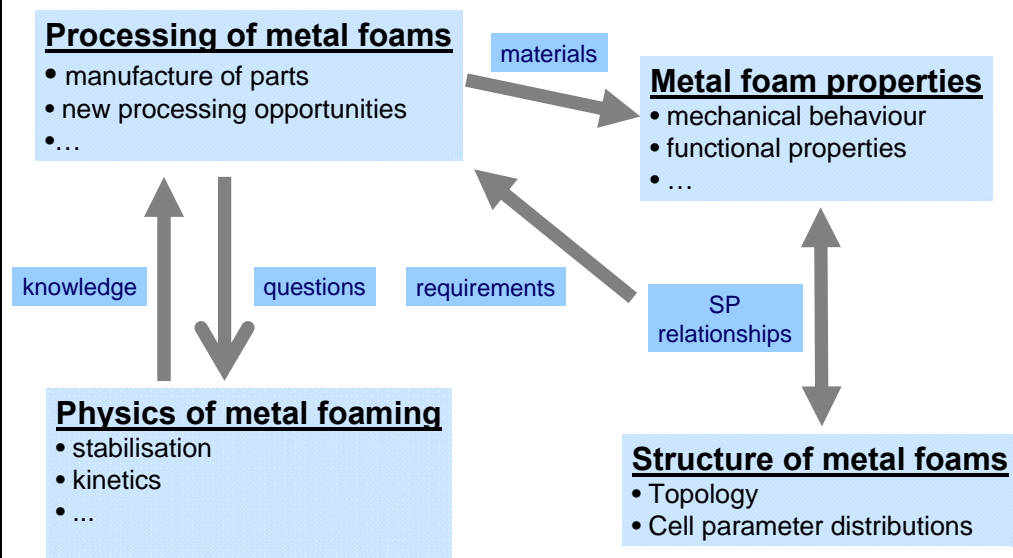 Processing of metal foams
• manufacture of parts
• new processing opportunities
•…
materials
Metal foam properties
• mechanical behaviour
• functional properties
• …
knowledge
questions
requirements
SP
relationships
Physics of metal foaming
• stabilisation
• kinetics
• ...
Structure of metal foams
• Topology
• Cell parameter distributions